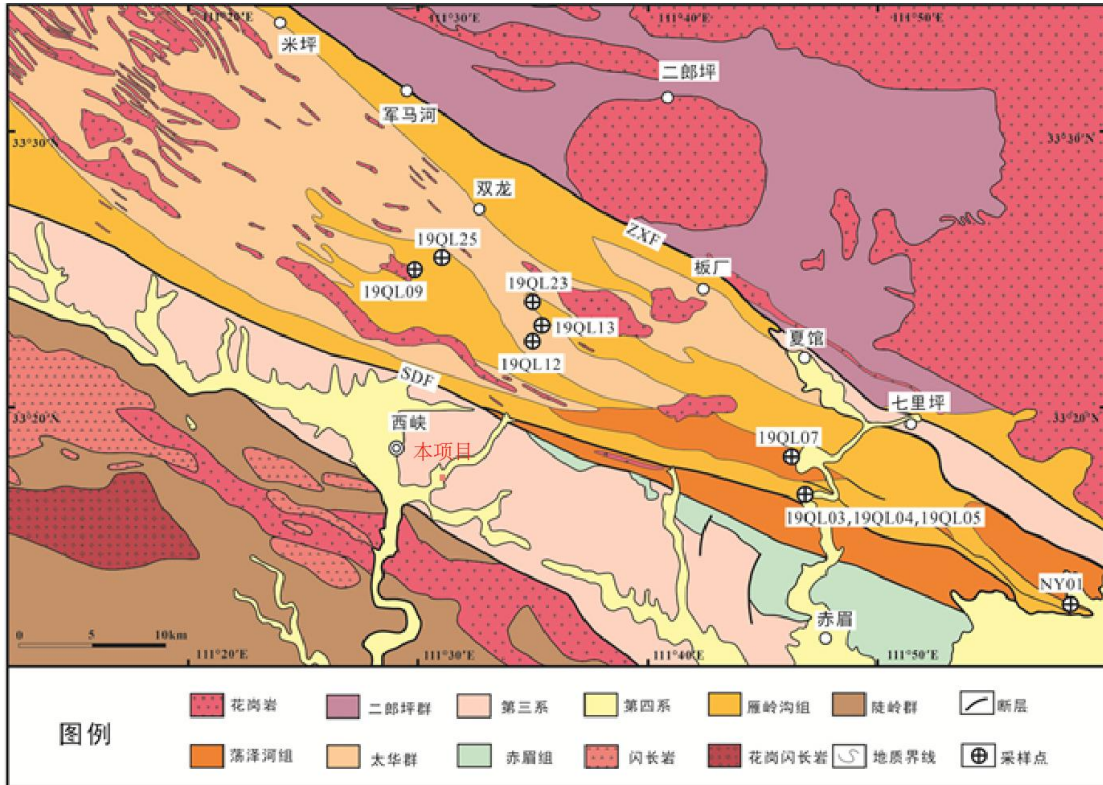 111°20′E 111°30′E 111°40′E 111°50′E
米坪
二郎坪
军马河
33°30′N 33°30′N
双龙
19QL25
ZXF
板厂
19QL09
19QL23
19QL13
夏馆
19QL12
SDF
七里坪
33°20′N 33°20′N
西峡
本项目
19QL07
19QL03,19QL04,19QL05
NY01
赤眉
0 5 10km
111°20′E 111°30′E 111°40′E 111°50′E
图例
花岗岩 二郎坪群 第三系 第四系 雁岭沟组 陡岭群 断层
荡泽河组 太华群 赤眉组 闪长岩 花岗闪长岩 地质界线 采样点